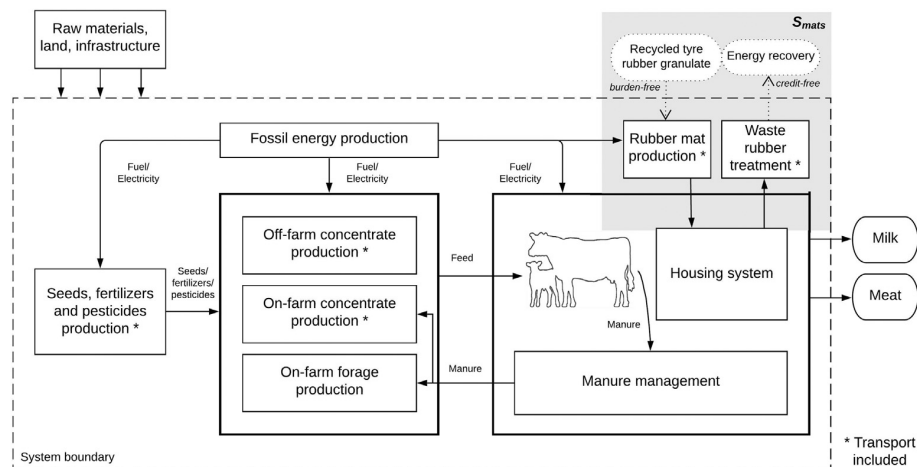 Raw materials,
land, infrastructure
S_mats
Recycled tyre
rubber granulate
Energy recovery
burden-free
credit-free
Fossil energy production
Rubber mat
production *
Waste
rubber
treatment *
Fuel/
Electricity
Fuel/
Electricity
Fuel/
Electricity
Off-farm concentrate
production *
Seeds, fertilizers
and pesticides
production *
Seeds/
fertilizers/
pesticides
On-farm concentrate
production *
On-farm forage
production
Feed
Manure
Housing system
Manure
Manure management
Milk
Meat
System boundary
* Transport
included